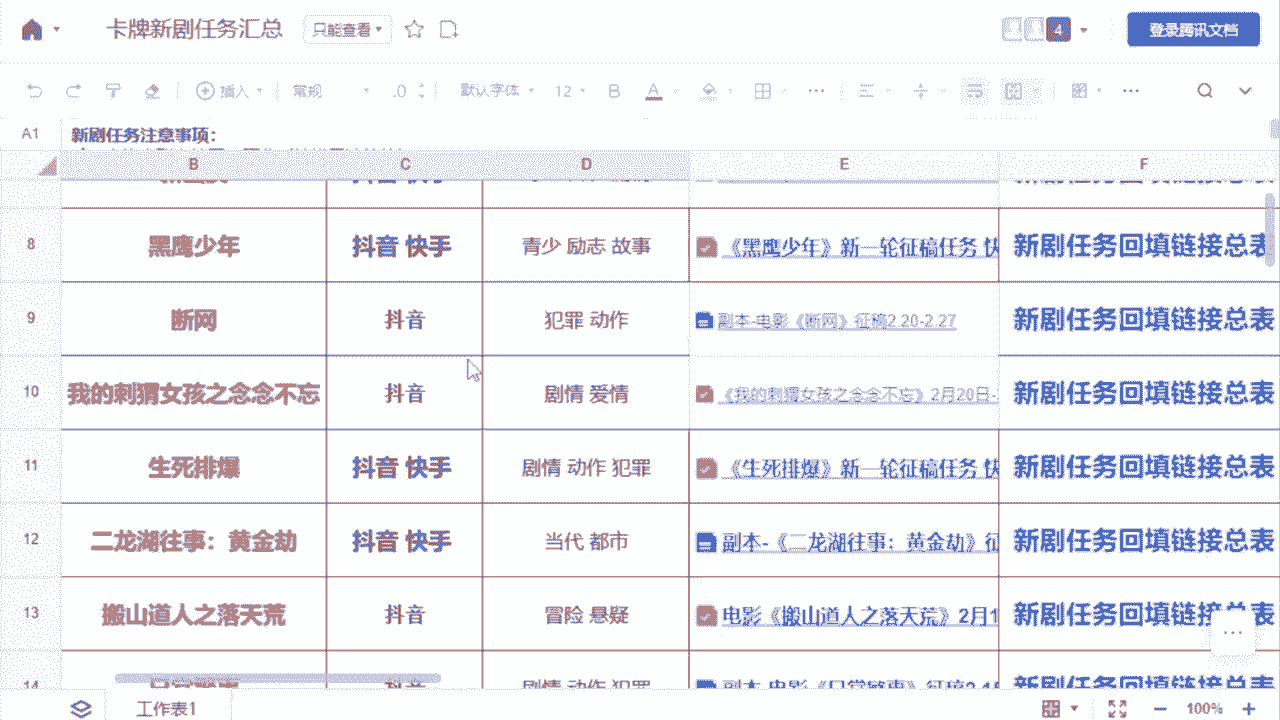 卡牌新剧任务汇总 只能查看 4 登录腾讯文档
插入 常规 .0 默认字体 12 B A
A1 新剧任务注意事项：
B C D E F
8 黑鹰少年 抖音 快手 青少 励志 故事 《黑鹰少年》新一轮征稿任务 快 新剧任务回填链接总表
9 断网 抖音 犯罪 动作 副本-电影《断网》征稿2.20-2.27 新剧任务回填链接总表
10 我的刺猬女孩之念念不忘 抖音 剧情 爱情 《我的刺猬女孩之念念不忘》2月20日- 新剧任务回填链接总表
11 生死排爆 抖音 快手 剧情 动作 犯罪 《生死排爆》新一轮征稿任务 快 新剧任务回填链接总表
12 二龙湖往事：黄金劫 抖音 快手 当代 都市 副本-《二龙湖往事：黄金劫》征 新剧任务回填链接总表
13 搬山道人之落天荒 抖音 冒险 悬疑 电影《搬山道人之落天荒》2月1 新剧任务回填链接总表
14 抖音 剧情 动作 犯罪 新剧任务回填链接总表
工作表1 100%